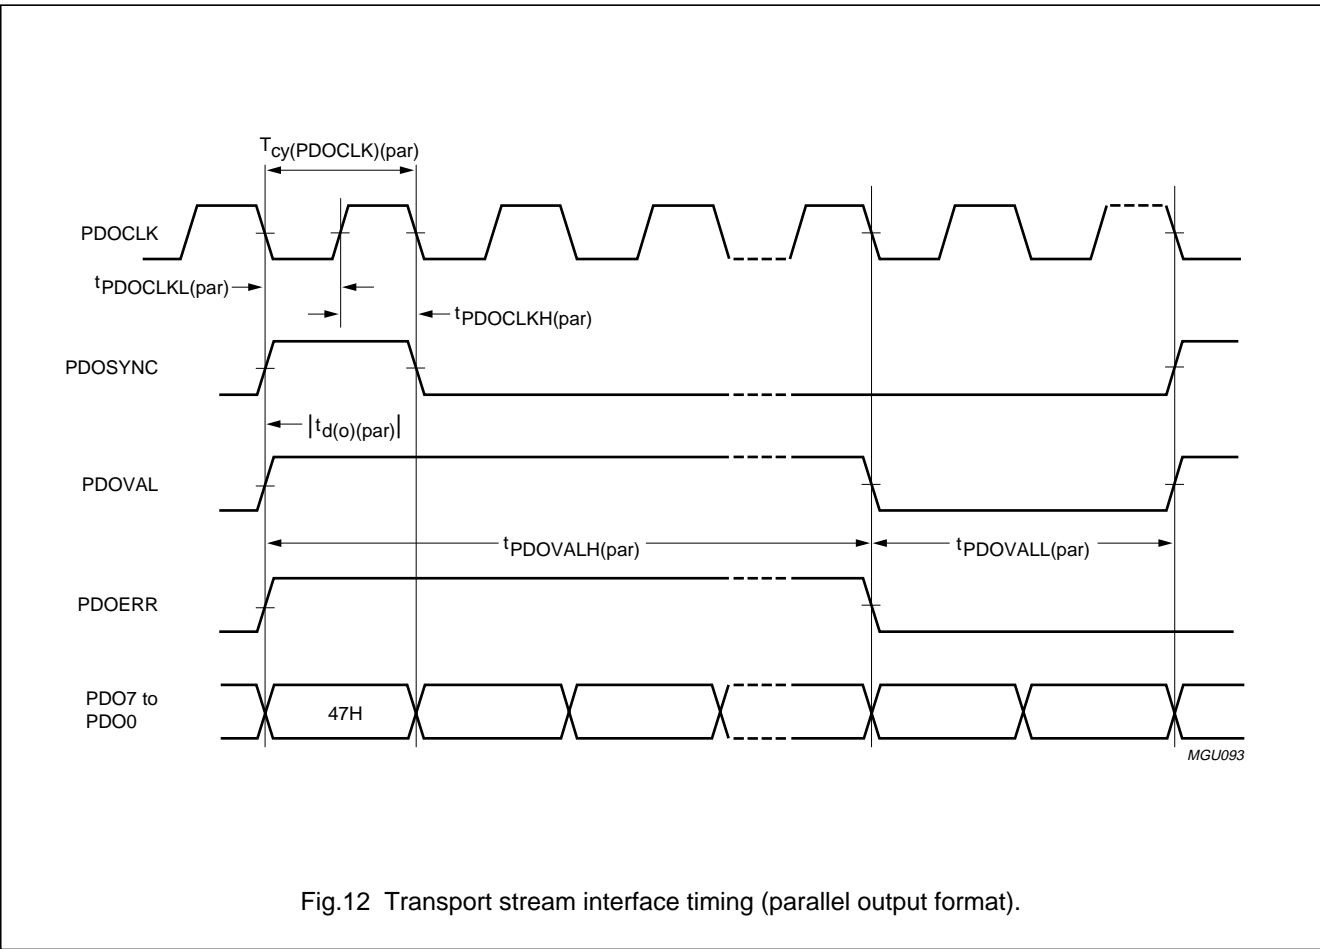 Tcy(PDOCLK)(par)
PDOCLK
tPDOCLKL(par)
tPDOCLKH(par)
PDOSYNC
|td(o)(par)|
PDOVAL
tPDOVALH(par)
tPDOVALL(par)
PDOERR
PDO7 to
PDO0
47H
MGU093
Fig.12 Transport stream interface timing (parallel output format).